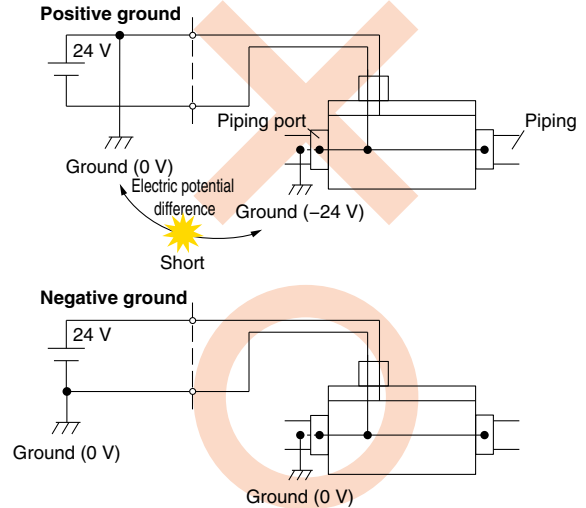 Positive ground
24 V
Piping port
Piping
Ground (0 V)
Electric potential
difference
Ground (−24 V)
Short
Negative ground
24 V
Ground (0 V)
Ground (0 V)